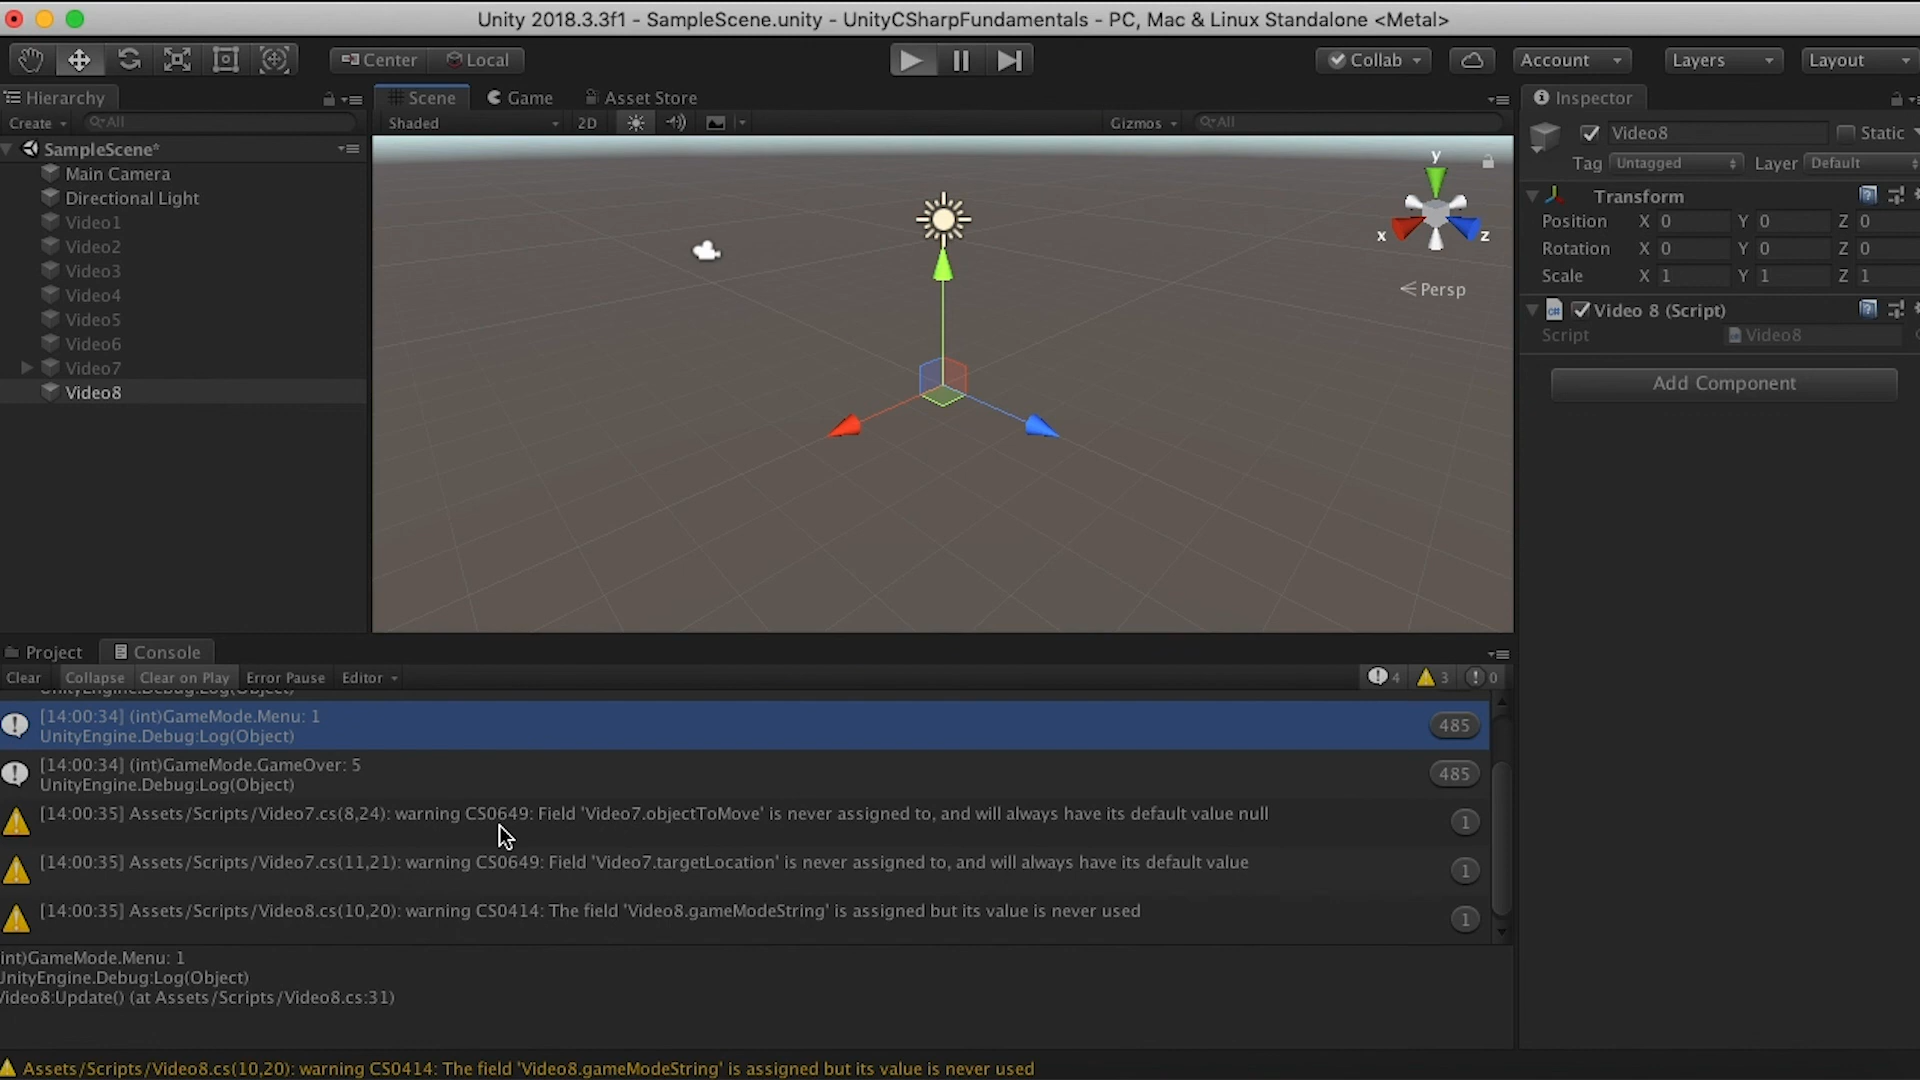 Unity 2018.3.3f1 - SampleScene.unity - UnityCSharpFundamentals - PC, Mac & Linux Standalone <Metal>
Center Local Collab Account Layers Layout
Hierarchy
Create All
SampleScene*
Main Camera
Directional Light
Video1
Video2
Video3
Video4
Video5
Video6
Video7
Video8
Scene Game Asset Store
Shaded 2D Gizmos All
y
x z
Persp
Inspector
Video8 Static
Tag Untagged Layer Default
Transform
Position X 0 Y 0 Z 0
Rotation X 0 Y 0 Z 0
Scale X 1 Y 1 Z 1
Video 8 (Script)
Script Video8
Add Component
Project Console
Clear Collapse Clear on Play Error Pause Editor 4 3 0
UnityEngine.Debug:Log(Object)
[14:00:34] (int)GameMode.Menu: 1
UnityEngine.Debug:Log(Object) 485
[14:00:34] (int)GameMode.GameOver: 5
UnityEngine.Debug:Log(Object) 485
[14:00:35] Assets/Scripts/Video7.cs(8,24): warning CS0649: Field 'Video7.objectToMove' is never assigned to, and will always have its default value null 1
[14:00:35] Assets/Scripts/Video7.cs(11,21): warning CS0649: Field 'Video7.targetLocation' is never assigned to, and will always have its default value 1
[14:00:35] Assets/Scripts/Video8.cs(10,20): warning CS0414: The field 'Video8.gameModeString' is assigned but its value is never used 1
int)GameMode.Menu: 1
UnityEngine.Debug:Log(Object)
Video8:Update() (at Assets/Scripts/Video8.cs:31)
Assets/Scripts/Video8.cs(10,20): warning CS0414: The field 'Video8.gameModeString' is assigned but its value is never used